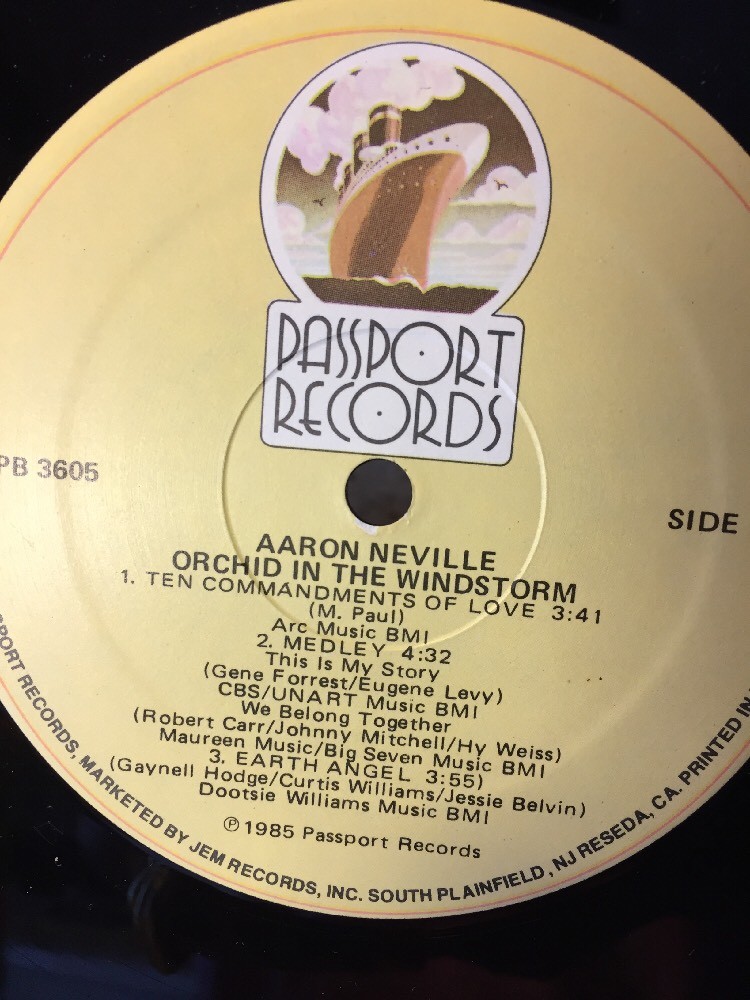 PASSPORT
RECORDS
PB 3605
SIDE
AARON NEVILLE
ORCHID IN THE WINDSTORM
1. TEN COMMANDMENTS OF LOVE 3:41
(M. Paul)
Arc Music BMI
2. MEDLEY 4:32
This Is My Story
(Gene Forrest/Eugene Levy)
CBS/UNART Music BMI
We Belong Together
(Robert Carr/Johnny Mitchell/Hy Weiss)
Maureen Music/Big Seven Music BMI
3. EARTH ANGEL 3:55)
(Gaynell Hodge/Curtis Williams/Jessie Belvin)
Dootsie Williams Music BMI
℗ 1985 Passport Records
PORT RECORDS, MARKETED BY JEM RECORDS, INC. SOUTH PLAINFIELD, NJ RESEDA, CA. PRINTED IN